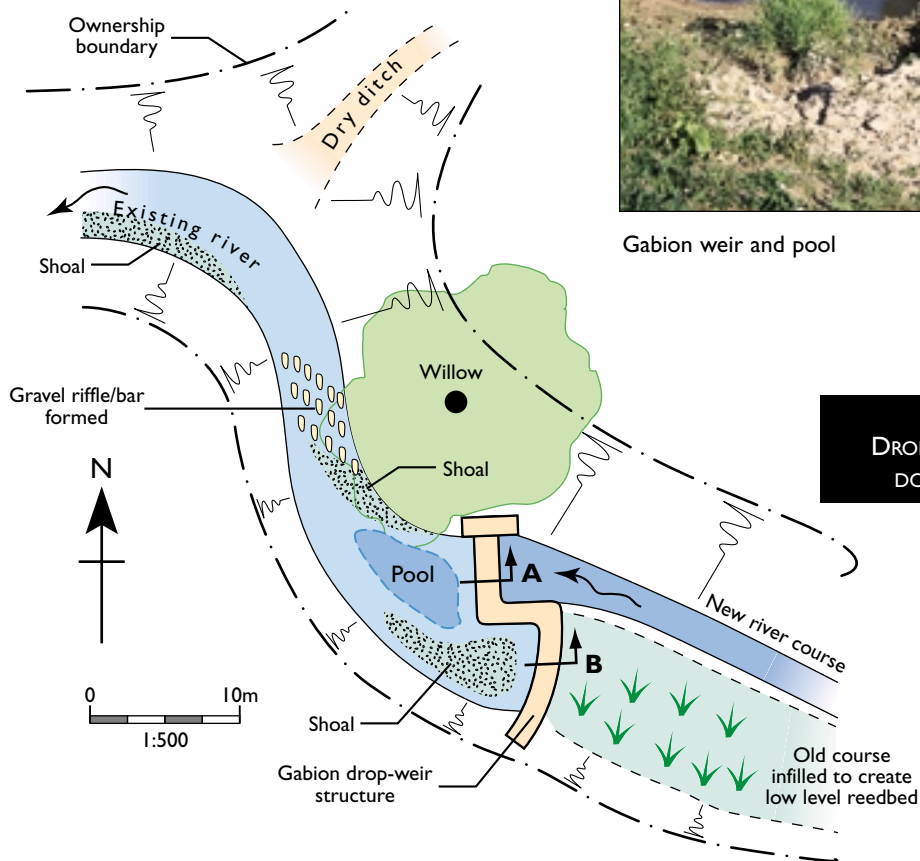 Ownership
boundary
Dry ditch
Gabion weir and pool
Existing river
Shoal
Willow
Gravel riffle/bar
formed
DRO
DO
N
Shoal
Pool
A
New river course
B
0 10m
1:500
Shoal
Gabion drop-weir
structure
Old course
infilled to create
low level reedbed